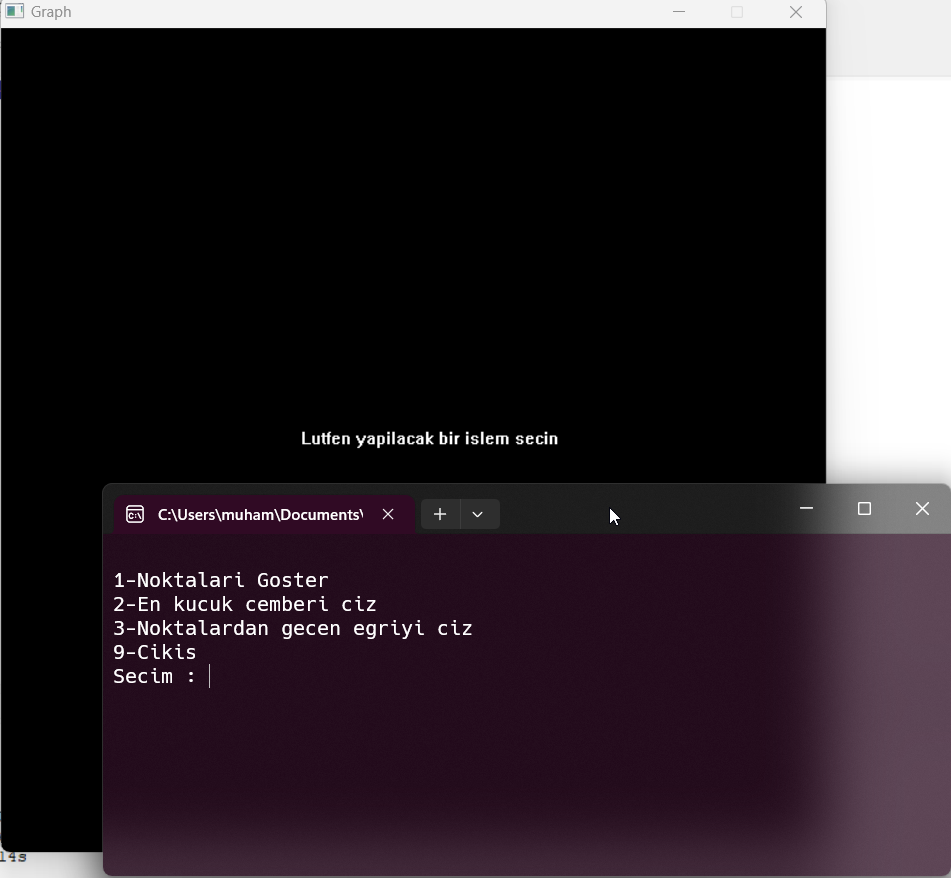 Graph
Lutfen yapilacak bir islem secin
C:\Users\muham\Documents\
1-Noktalari Goster
2-En kucuk cemberi ciz
3-Noktalardan gecen egriyi ciz
9-Cikis
Secim :
14s